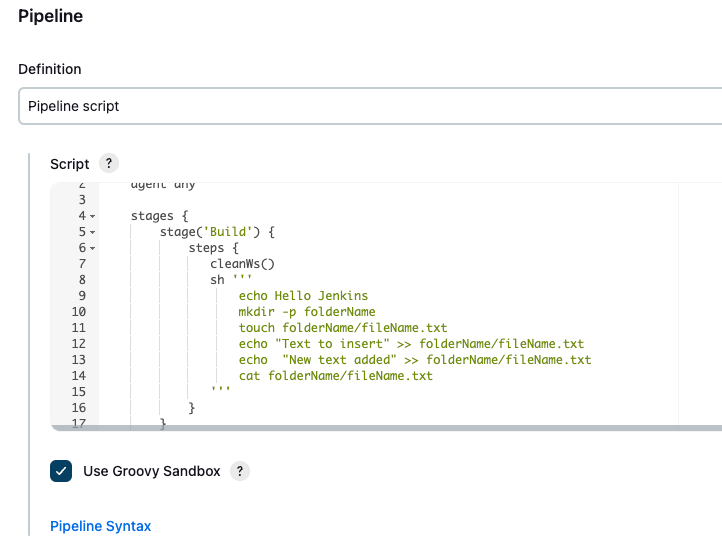 Pipeline
Definition
Pipeline script
Script ?
2 agent any
3
4 stages {
5 stage('Build') {
6 steps {
7 cleanWs()
8 sh '''
9 echo Hello Jenkins
10 mkdir -p folderName
11 touch folderName/fileName.txt
12 echo "Text to insert" >> folderName/fileName.txt
13 echo  "New text added" >> folderName/fileName.txt
14 cat folderName/fileName.txt
15 '''
16 }
17 }
Use Groovy Sandbox ?
Pipeline Syntax